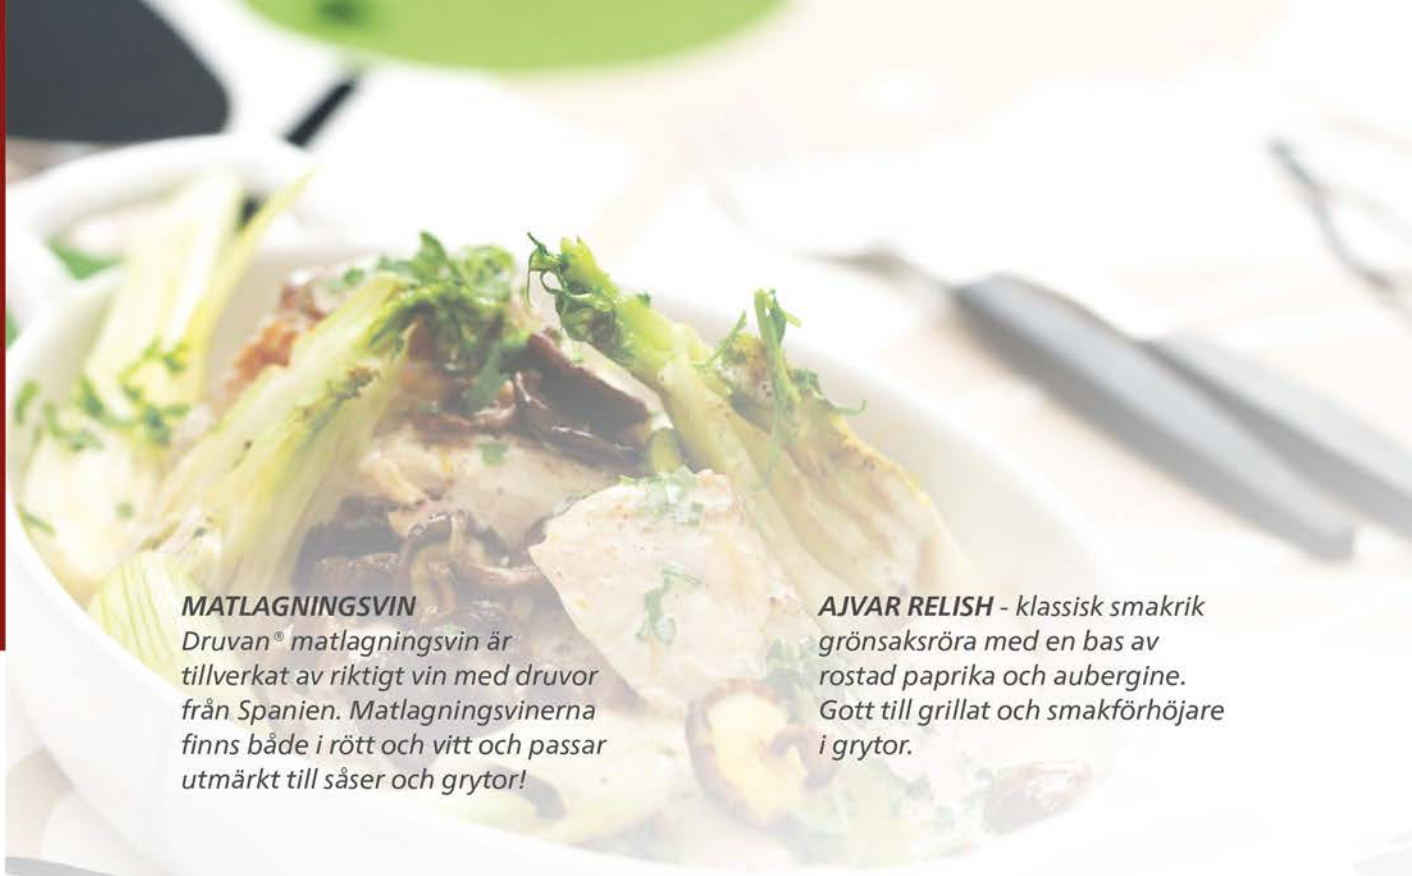 MATLAGNINGSVIN
Druvan® matlagningsvin är
tillverkat av riktigt vin med druvor
från Spanien. Matlagningsvinerna
finns både i rött och vitt och passar
utmärkt till såser och grytor!
AJVAR RELISH - klassisk smakrik
grönsaksröra med en bas av
rostad paprika och aubergine.
Gott till grillat och smakförhöjare
i grytor.